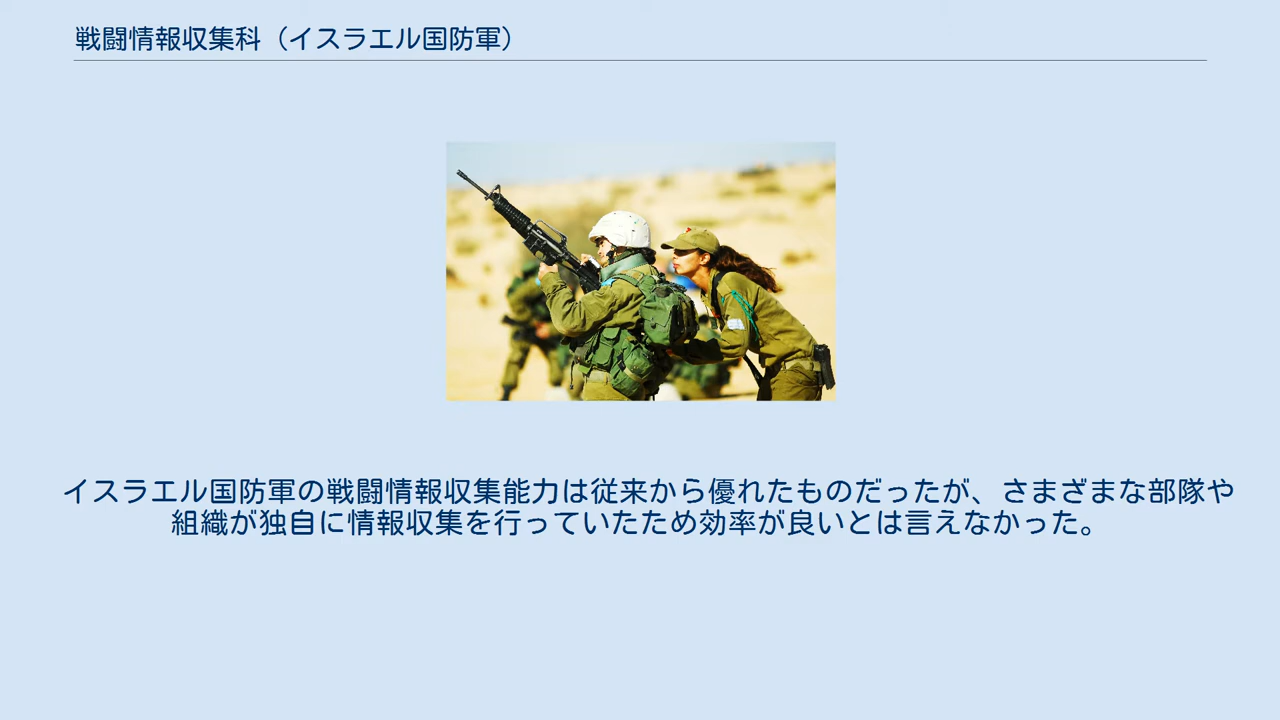 戦闘情報収集科（イスラエル国防軍）
イスラエル国防軍の戦闘情報収集能力は従来から優れたものだったが、さまざまな部隊や
組織が独自に情報収集を行っていたため効率が良いとは言えなかった。